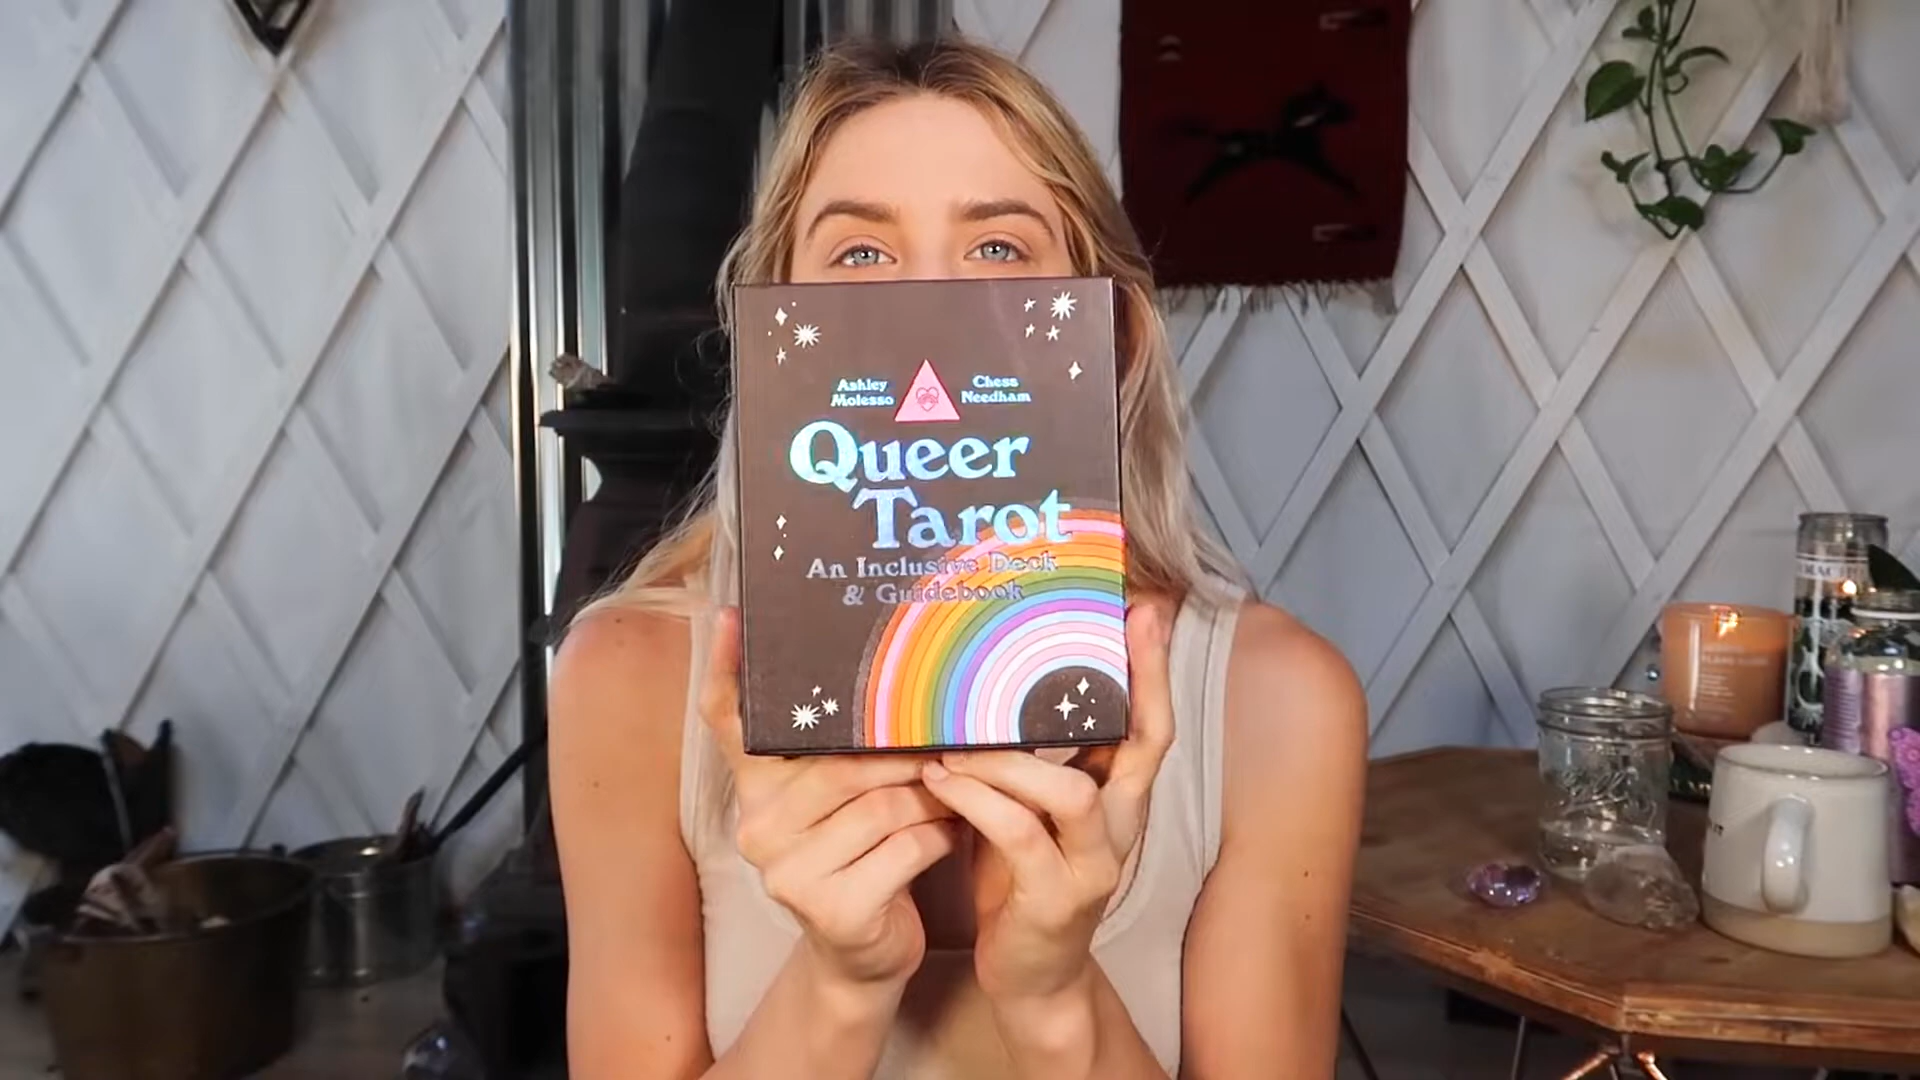 Ashley
Molesso
Chess
Needham
Queer
Tarot
An Inclusive Deck
& Guidebook